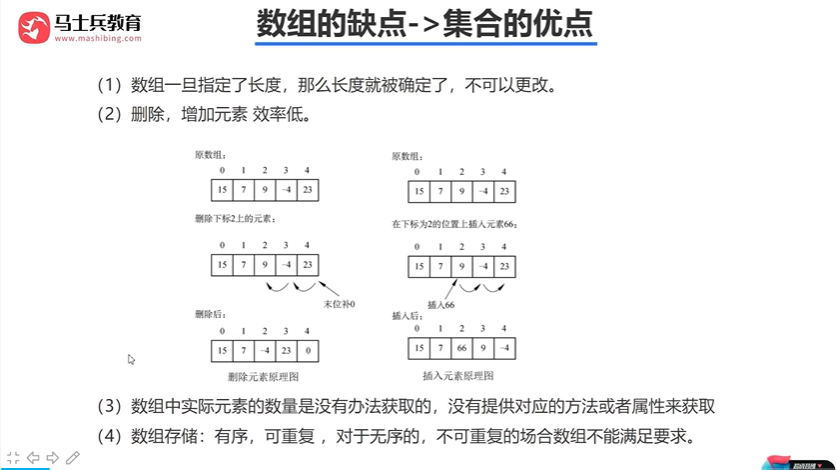 马士兵教育
www.mashibing.com
数组的缺点->集合的优点
(1)数组一旦指定了长度，那么长度就被确定了，不可以更改。
(2)删除，增加元素 效率低。
原数组：
0 1 2 3 4
15 7 9 -4 23
删除下标2上的元素：
0 1 2 3 4
15 7 9 -4 23
末位补0
删除后：
0 1 2 3 4
15 7 -4 23 0
删除元素原理图
原数组：
0 1 2 3 4
15 7 9 -4 23
在下标为2的位置上插入元素66：
0 1 2 3 4
15 7 9 -4 23
插入66
插入后：
0 1 2 3 4
15 7 66 9 -4
插入元素原理图
(3)数组中实际元素的数量是没有办法获取的，没有提供对应的方法或者属性来获取
(4)数组存储：有序，可重复 ，对于无序的，不可重复的场合数组不能满足要求。